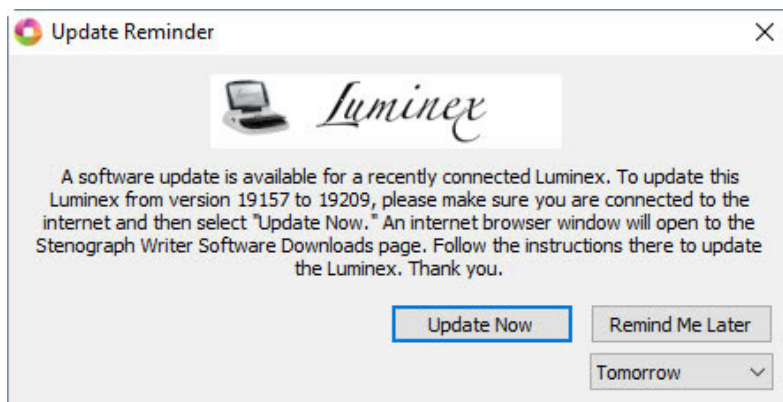 Update Reminder
Luminex
A software update is available for a recently connected Luminex. To update this
Luminex from version 19157 to 19209, please make sure you are connected to the
internet and then select "Update Now." An internet browser window will open to the
Stenograph Writer Software Downloads page. Follow the instructions there to update
the Luminex. Thank you.
Update Now
Remind Me Later
Tomorrow